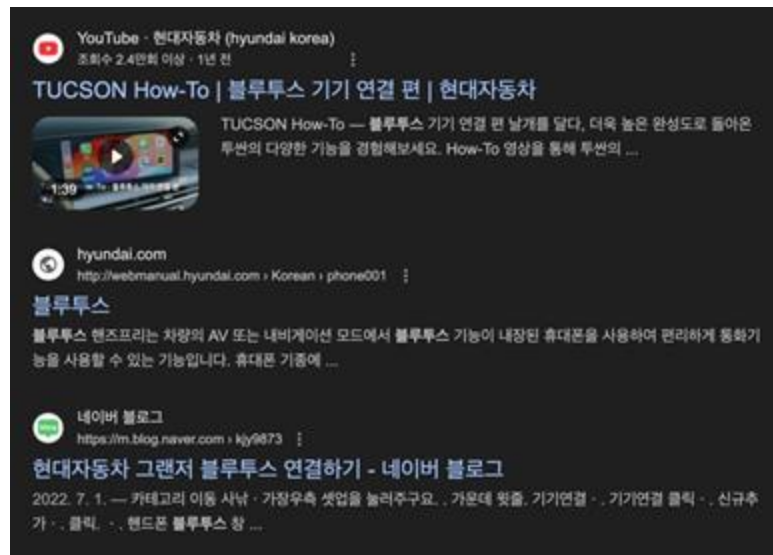 YouTube · 현대자동차 (hyundai korea)
조회수 2.4만회 이상 · 1년 전
TUCSON How-To | 블루투스 기기 연결 편 | 현대자동차
TUCSON How-To — 블루투스 기기 연결 편 날개를 달다, 더욱 높은 완성도로 돌아온
투싼의 다양한 기능을 경험해보세요. How-To 영상을 통해 투싼의 ...
1:39
hyundai.com
http://webmanual.hyundai.com › Korean › phone001
블루투스
블루투스 핸즈프리는 차량의 AV 또는 내비게이션 모드에서 블루투스 기능이 내장된 휴대폰을 사용하여 편리하게 통화기
능을 사용할 수 있는 기능입니다. 휴대폰 기종에 ...
네이버 블로그
https://m.blog.naver.com › kjy9873
현대자동차 그랜저 블루투스 연결하기 - 네이버 블로그
2022. 7. 1. — 카테고리 이동 사낚 · 가장우측 셋업을 눌러주구요. . 가운데 윗줄. 기기연결 · . 기기연결 클릭 · . 신규추
가 · . 클릭. · . 핸드폰 블루투스 창 ...